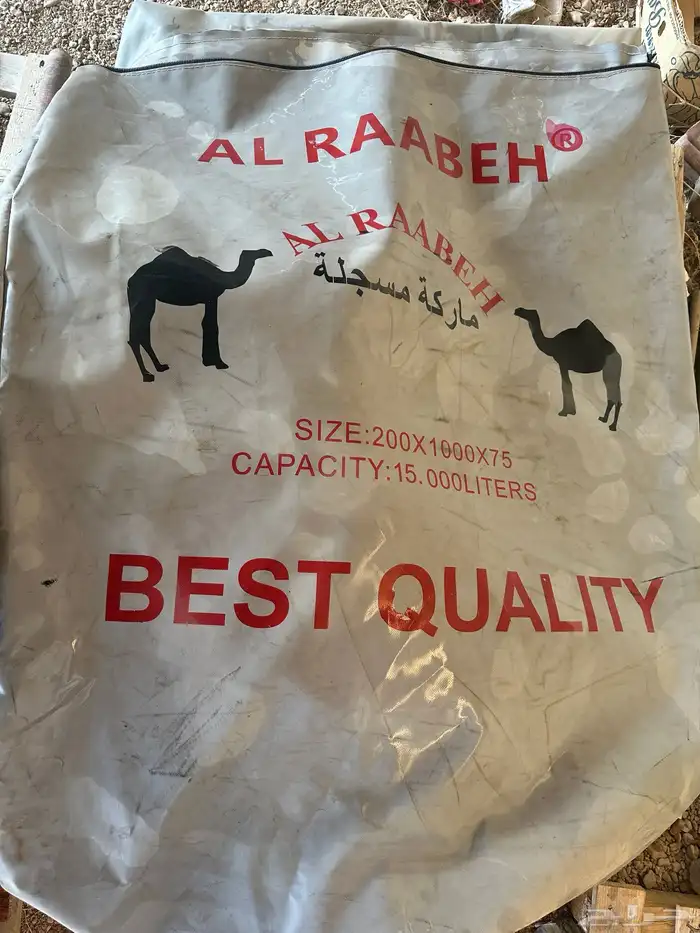 AL RAABEH®
AL RAABEH
ماركة مسجلة
SIZE:200X1000X75
CAPACITY:15.000LITERS
BEST QUALITY